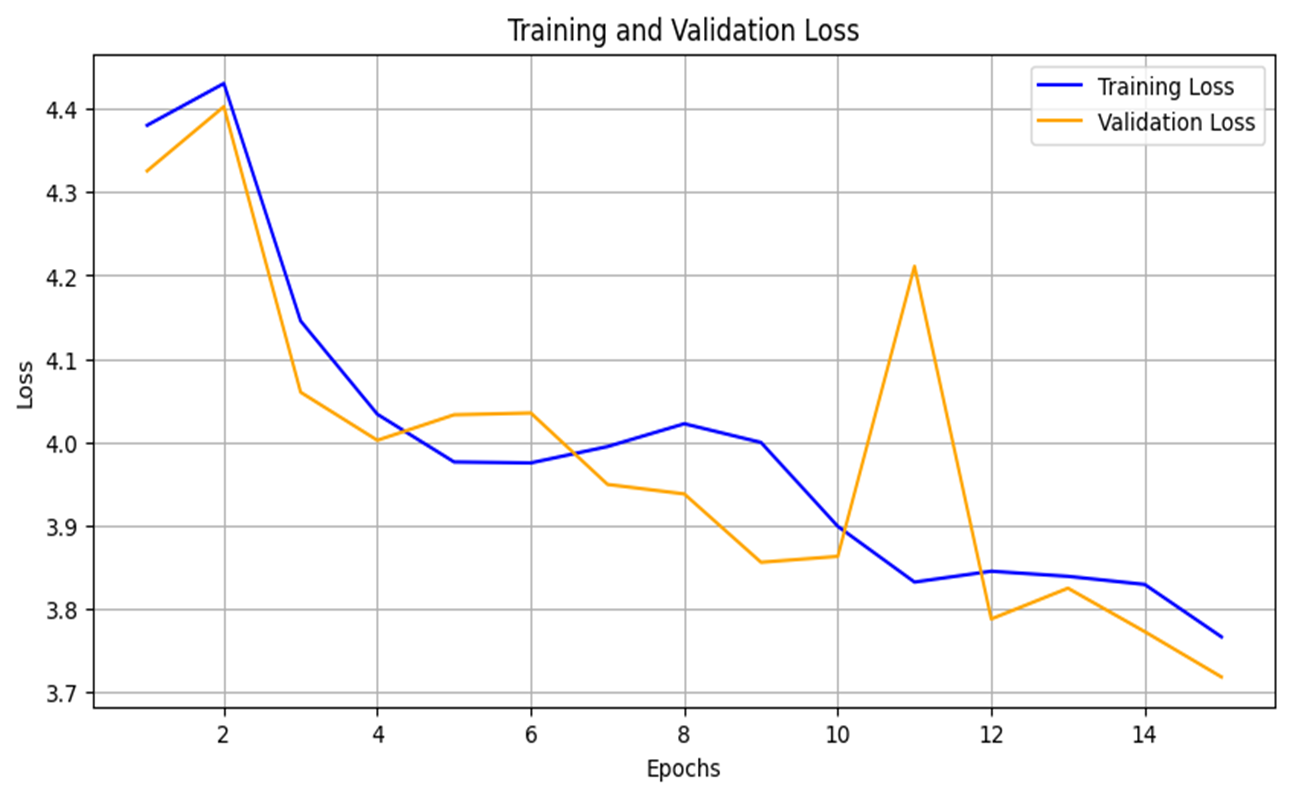 Training and Validation Loss
Training Loss
Validation Loss
4.4
4.3
4.2
4.1
4.0
3.9
3.8
3.7
Loss
2 4 6 8 10 12 14
Epochs